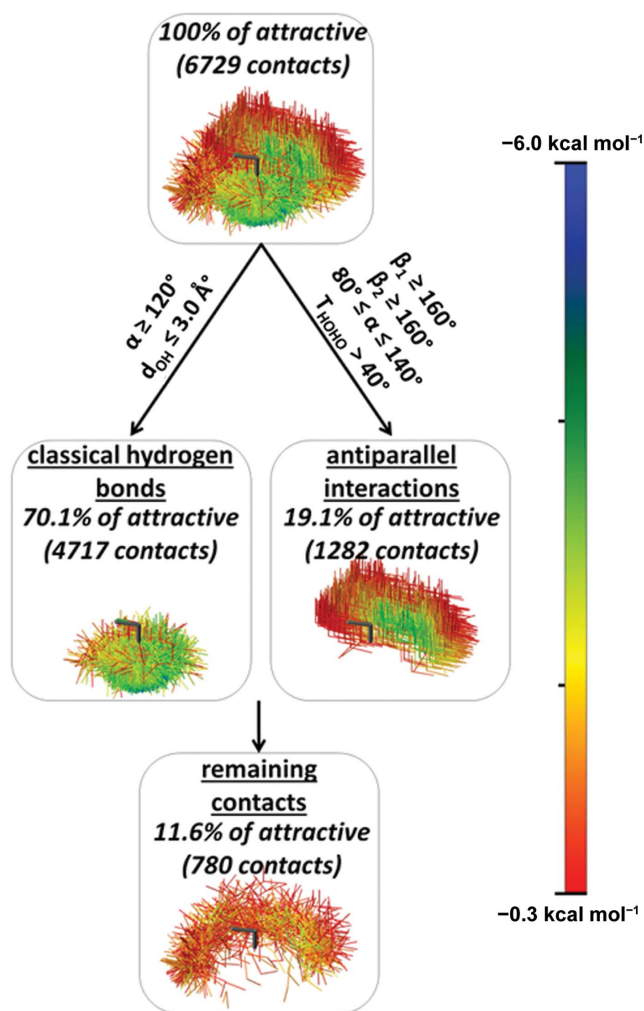 100% of attractive
(6729 contacts)
−6.0 kcal mol⁻¹
α ≥ 120°
d_OH ≤ 3.0 Å°
β₁ ≥ 160°
β₂ ≥ 160°
80° ≤ α ≤ 140°
T_HOHO > 40°
classical hydrogen
bonds
70.1% of attractive
(4717 contacts)
antiparallel
interactions
19.1% of attractive
(1282 contacts)
remaining
contacts
11.6% of attractive
(780 contacts)
−0.3 kcal mol⁻¹